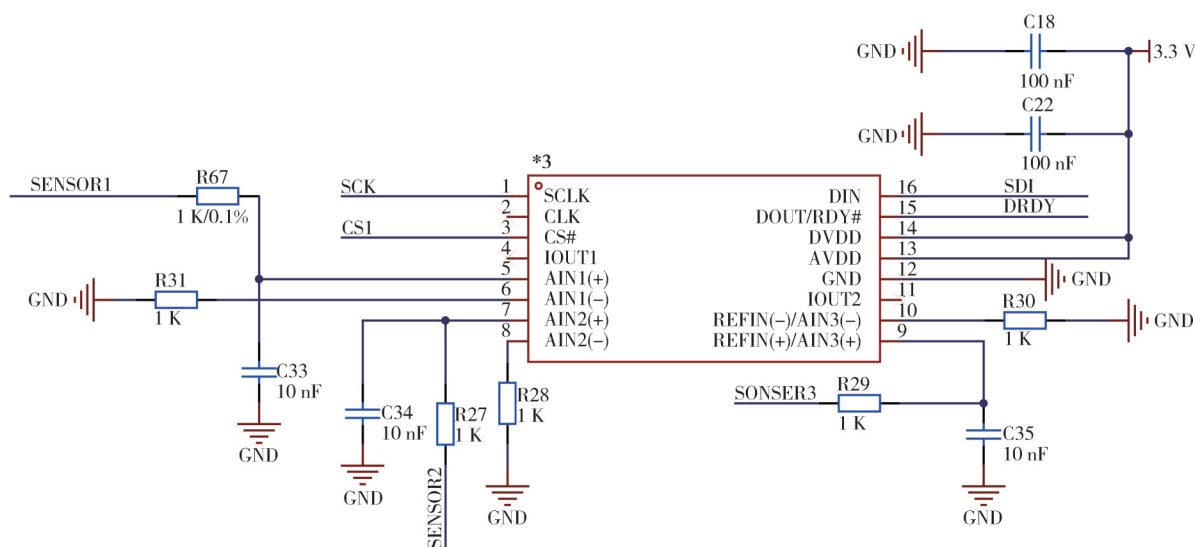 C18
GND
3.3 V
100 nF
C22
GND
100 nF
*3
SENSOR1
R67
1 K/0.1%
SCK
1
SCLK
DIN
16
SDI
2
CLK
DOUT/RDY#
15
DRDY
CS1
3
CS#
DVDD
14
4
IOUT1
AVDD
13
5
AIN1(+)
GND
12
GND
R31
GND
1 K
6
AIN1(−)
IOUT2
11
7
AIN2(+)
REFIN(−)/AIN3(−)
10
R30
1 K
GND
8
AIN2(−)
REFIN(+)/AIN3(+)
9
C33
10 nF
GND
C34
10 nF
GND
R27
1 K
SENSOR2
R28
1 K
GND
SONSER3
R29
1 K
C35
10 nF
GND